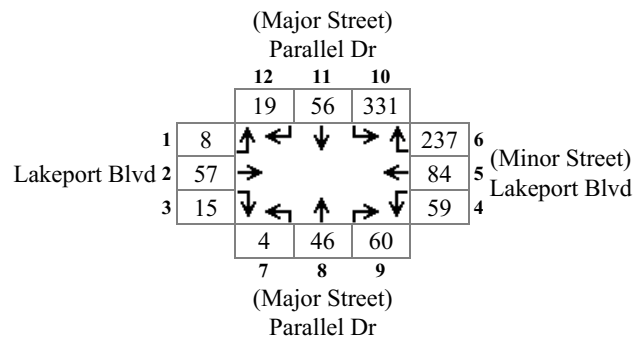 (Major Street)
Parallel Dr
12 11 10
19 56 331
1 8 237 6
Lakeport Blvd 2 57 84 5 (Minor Street)
Lakeport Blvd
3 15 59 4
4 46 60
7 8 9
(Major Street)
Parallel Dr